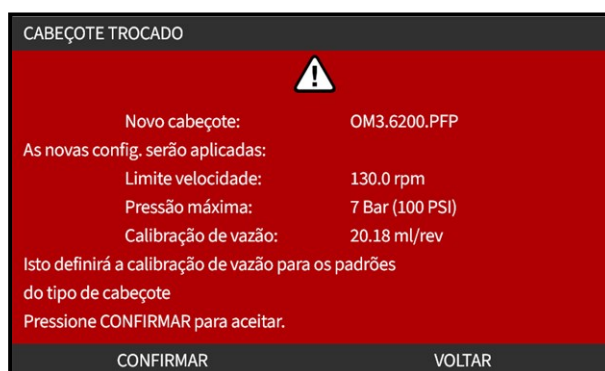 CABEÇOTE TROCADO
Novo cabeçote: OM3.6200.PFP
As novas config. serão aplicadas:
Limite velocidade: 130.0 rpm
Pressão máxima: 7 Bar (100 PSI)
Calibração de vazão: 20.18 ml/rev
Isto definirá a calibração de vazão para os padrões
do tipo de cabeçote
Pressione CONFIRMAR para aceitar.
CONFIRMAR VOLTAR